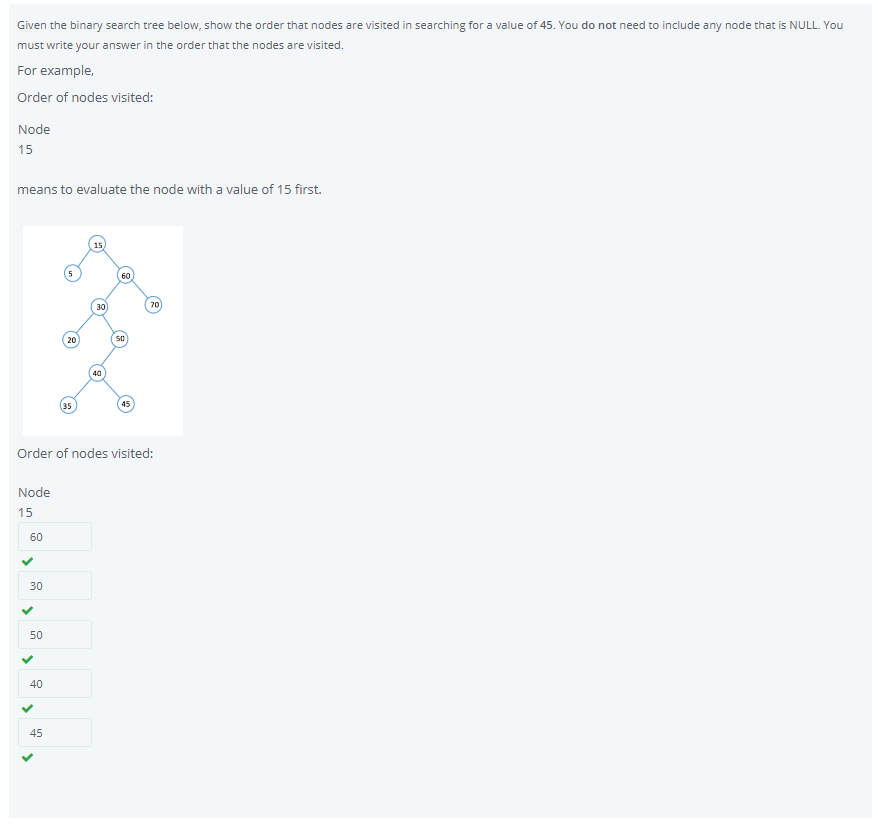 Given the binary search tree below, show the order that nodes are visited in searching for a value of 45. You do not need to include any node that is NULL. You
must write your answer in the order that the nodes are visited.
For example,
Order of nodes visited:
Node
15
means to evaluate the node with a value of 15 first.
15
5
60
30
70
20
50
40
35
45
Order of nodes visited:
Node
15
60
30
50
40
45